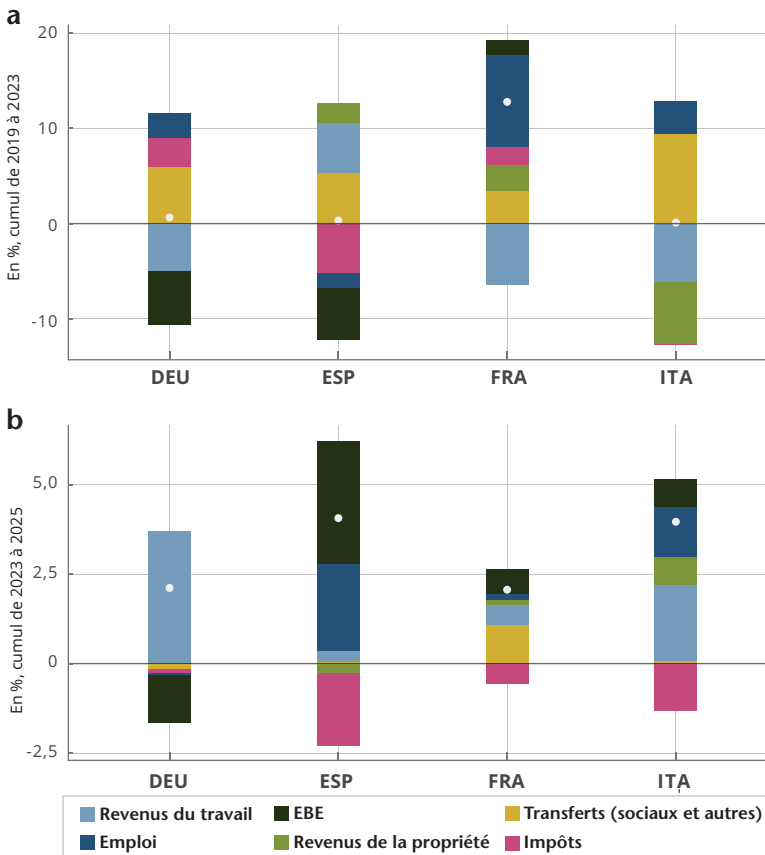 a
En %, cumul de 2019 à 2023
20
10
0
-10
DEU ESP FRA ITA
b
En %, cumul de 2023 à 2025
5,0
2,5
0
-2,5
DEU ESP FRA ITA
Revenus du travail EBE Transferts (sociaux et autres)
Emploi Revenus de la propriété Impôts